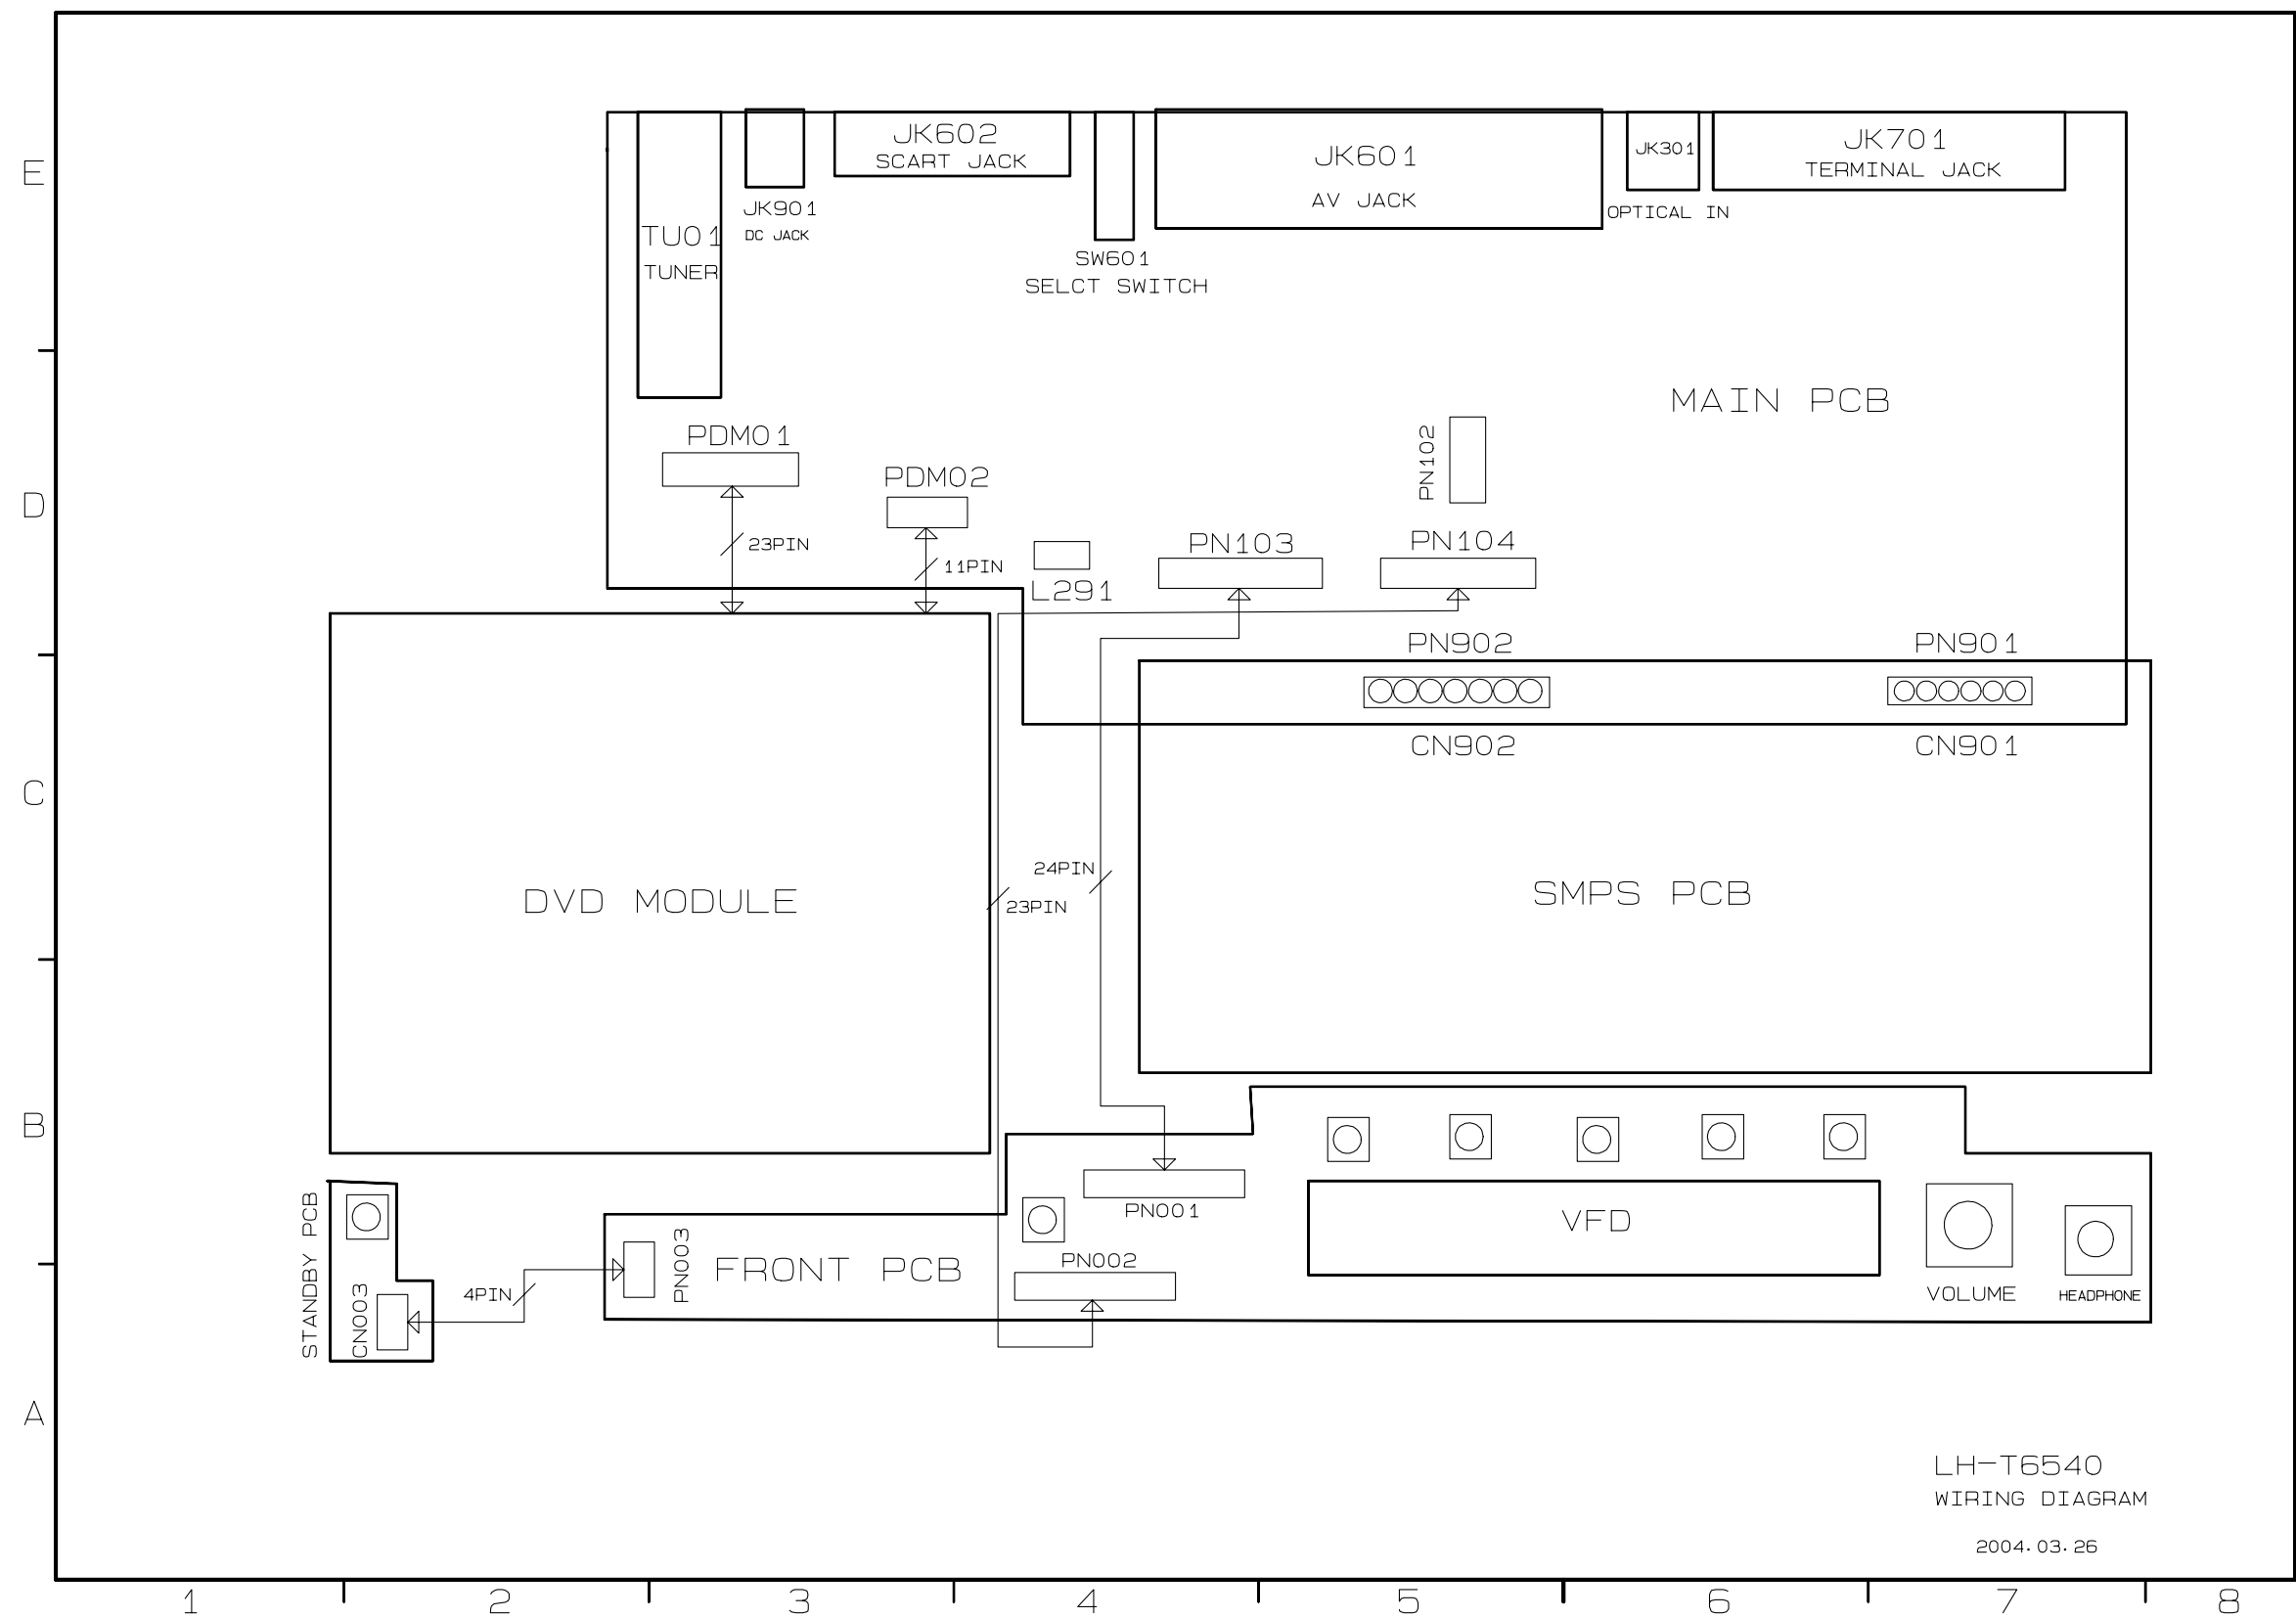 E
JK602
SCART JACK
JK601
AV JACK
JK301
OPTICAL IN
JK701
TERMINAL JACK
JK901
DC JACK
TU01
TUNER
SW601
SELCT SWITCH
MAIN PCB
D
PDM01
PDM02
PN102
23PIN
11PIN
L291
PN103
PN104
PN902
PN901
CN902
CN901
C
DVD MODULE
24PIN
23PIN
SMPS PCB
B
STANDBY PCB
CN003
4PIN
PN003
FRONT PCB
PN001
PN002
VFD
VOLUME
HEADPHONE
A
LH-T6540
WIRING DIAGRAM
2004.03.26
1 2 3 4 5 6 7 8